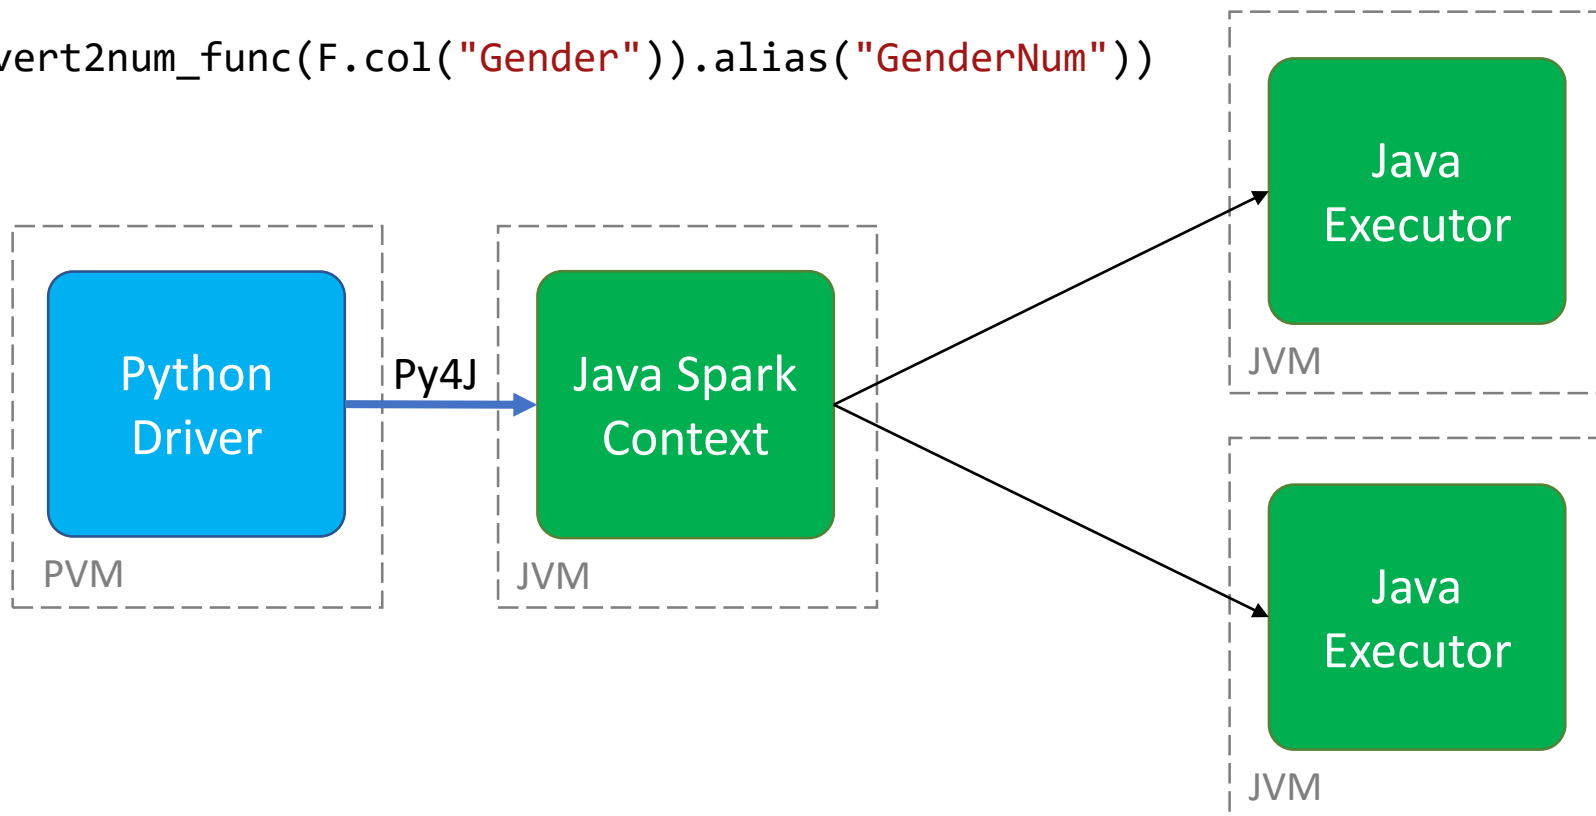 vert2num_func(F.col("Gender")).alias("GenderNum"))
Java
Executor
JVM
Python
Driver
PVM
Py4J
Java Spark
Context
JVM
Java
Executor
JVM